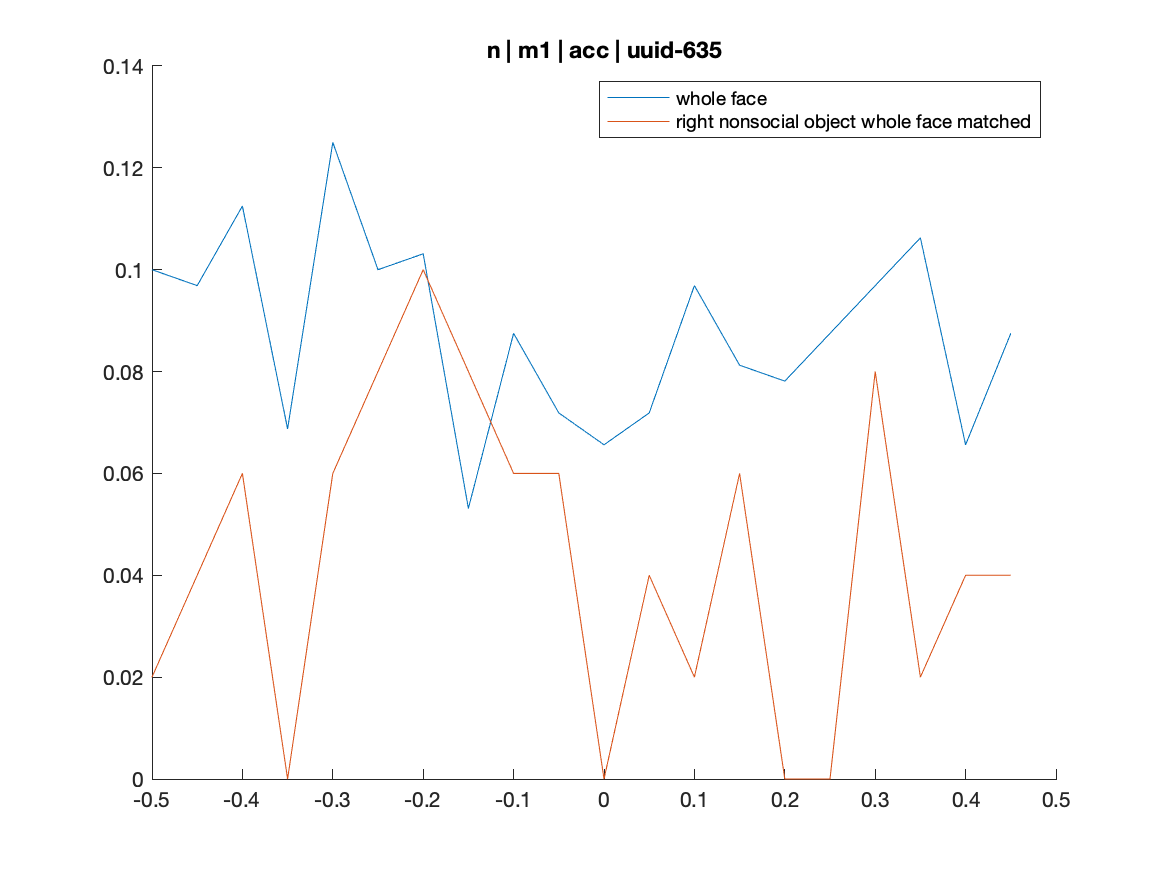 n | m1 | acc | uuid-635
0.14
whole face
right nonsocial object whole face matched
0.12
0.1
0.08
0.06
0.04
0.02
0
-0.5 -0.4 -0.3 -0.2 -0.1 0 0.1 0.2 0.3 0.4 0.5